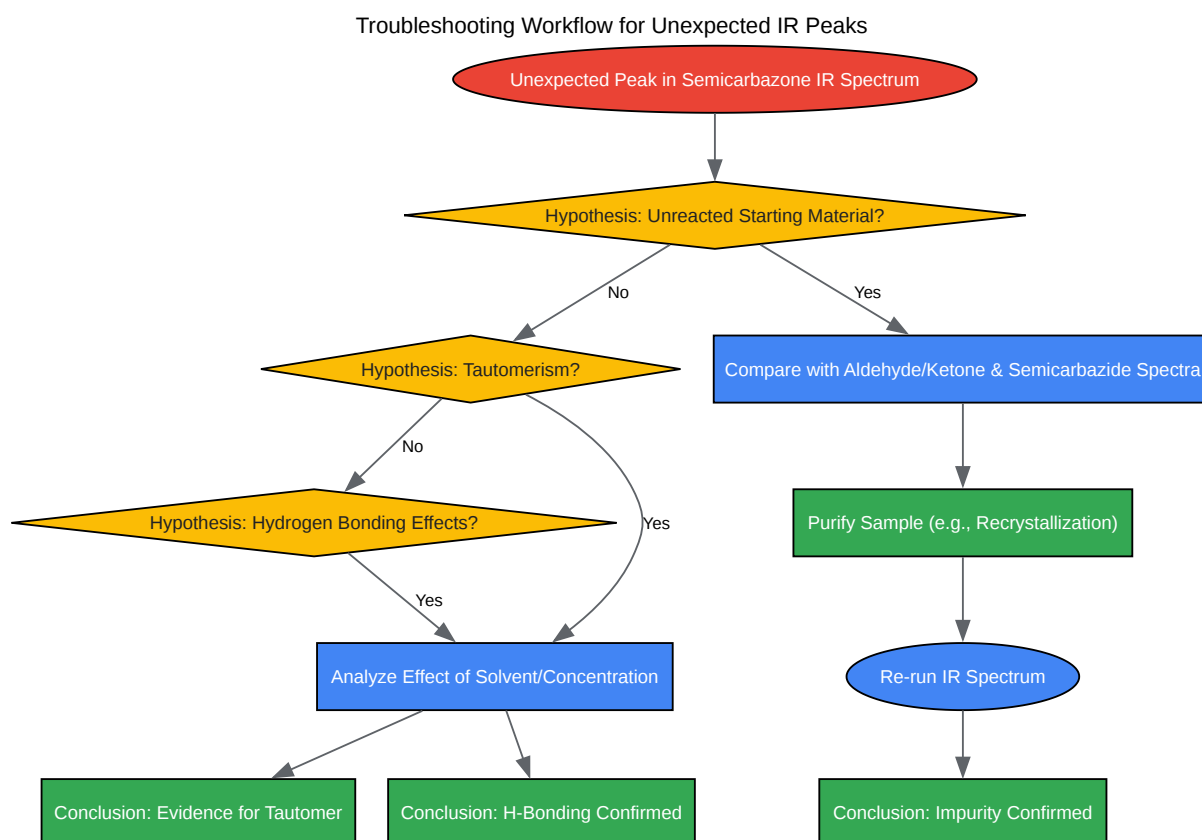 Troubleshooting Workflow for Unexpected IR Peaks
Unexpected Peak in Semicarbazone IR Spectrum
Hypothesis: Unreacted Starting Material?
No
Yes
Hypothesis: Tautomerism?
Compare with Aldehyde/Ketone & Semicarbazide Spectra
No
Yes
Hypothesis: Hydrogen Bonding Effects?
Purify Sample (e.g., Recrystallization)
Yes
Analyze Effect of Solvent/Concentration
Re-run IR Spectrum
Conclusion: Evidence for Tautomer
Conclusion: H-Bonding Confirmed
Conclusion: Impurity Confirmed